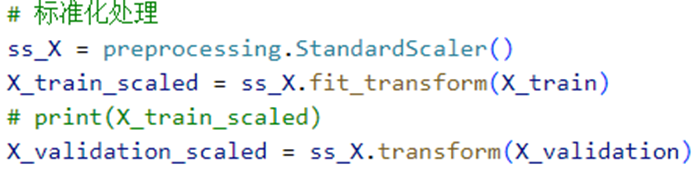 # 标准化处理
ss_X = preprocessing.StandardScaler()
X_train_scaled = ss_X.fit_transform(X_train)
# print(X_train_scaled)
X_validation_scaled = ss_X.transform(X_validation)